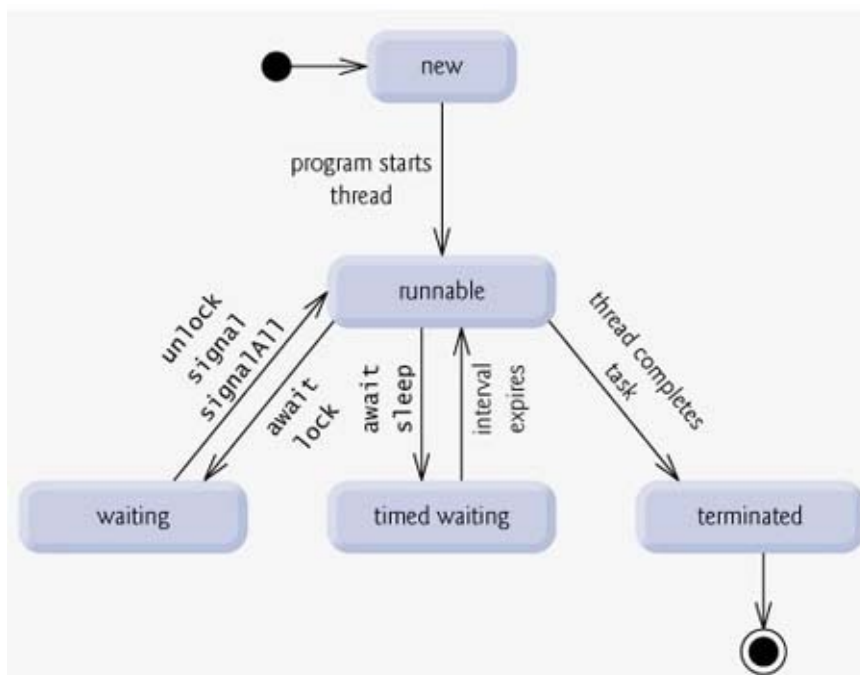 new
program starts
thread
runnable
unlock
signal
signalAll
await
lock
await
sleep
interval
expires
thread completes
task
waiting
timed waiting
terminated